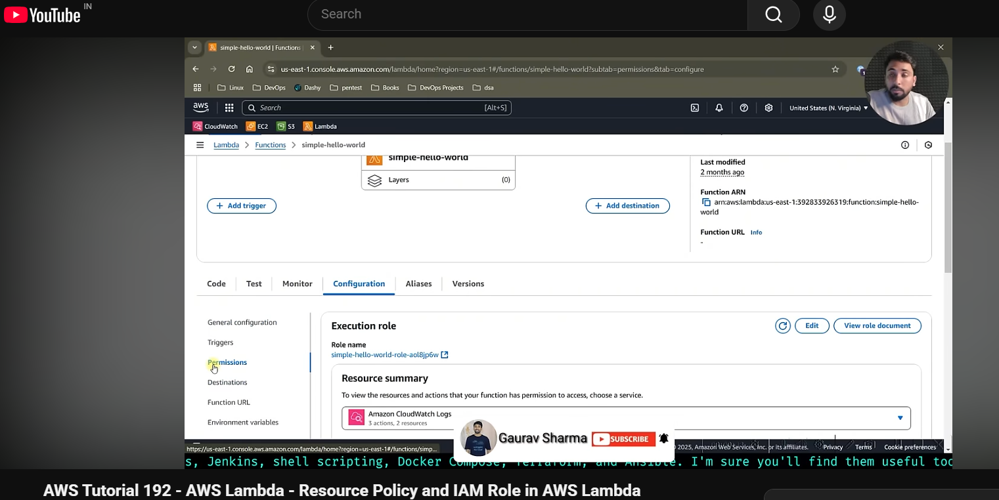 YouTube IN
Search
simple-hello-world | Functions
us-east-1.console.aws.amazon.com/lambda/home?region=us-east-1#/functions/simple-hello-world?subtab=permissions&tab=configure
Linux DevOps Dashy pentest Books DevOps Projects dsa
aws Search [Alt+S] United States (N. Virginia)
CloudWatch EC2 S3 Lambda
Lambda Functions simple-hello-world
simple-hello-world
Layers (0)
Add trigger
Add destination
Last modified
2 months ago
Function ARN
arn:aws:lambda:us-east-1:392833926319:function:simple-hello-
world
Function URL Info
-
Code Test Monitor Configuration Aliases Versions
General configuration
Triggers
Permissions
Destinations
Function URL
Environment variables
Execution role Edit View role document
Role name
simple-hello-world-role-aol8jp6w
Resource summary
To view the resources and actions that your function has permission to access, choose a service.
Amazon CloudWatch Logs
3 actions, 2 resources
Gaurav Sharma SUBSCRIBE
https://us-east-1.console.aws.amazon.com/lambda/home?region=us-east-1#/functions/simp...
2025, Amazon Web Services, Inc. or its affiliates. Privacy Terms Cookie preferences
s, Jenkins, shell scripting, Docker Compose, Terraform, and Ansible. I'm sure you'll find them useful too
AWS Tutorial 192 - AWS Lambda - Resource Policy and IAM Role in AWS Lambda